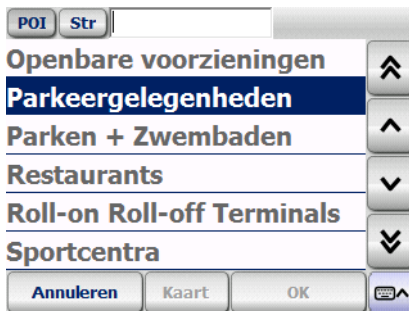 POI Str
Openbare voorzieningen
Parkeergelegenheden
Parken + Zwembaden
Restaurants
Roll-on Roll-off Terminals
Sportcentra
Annuleren Kaart OK